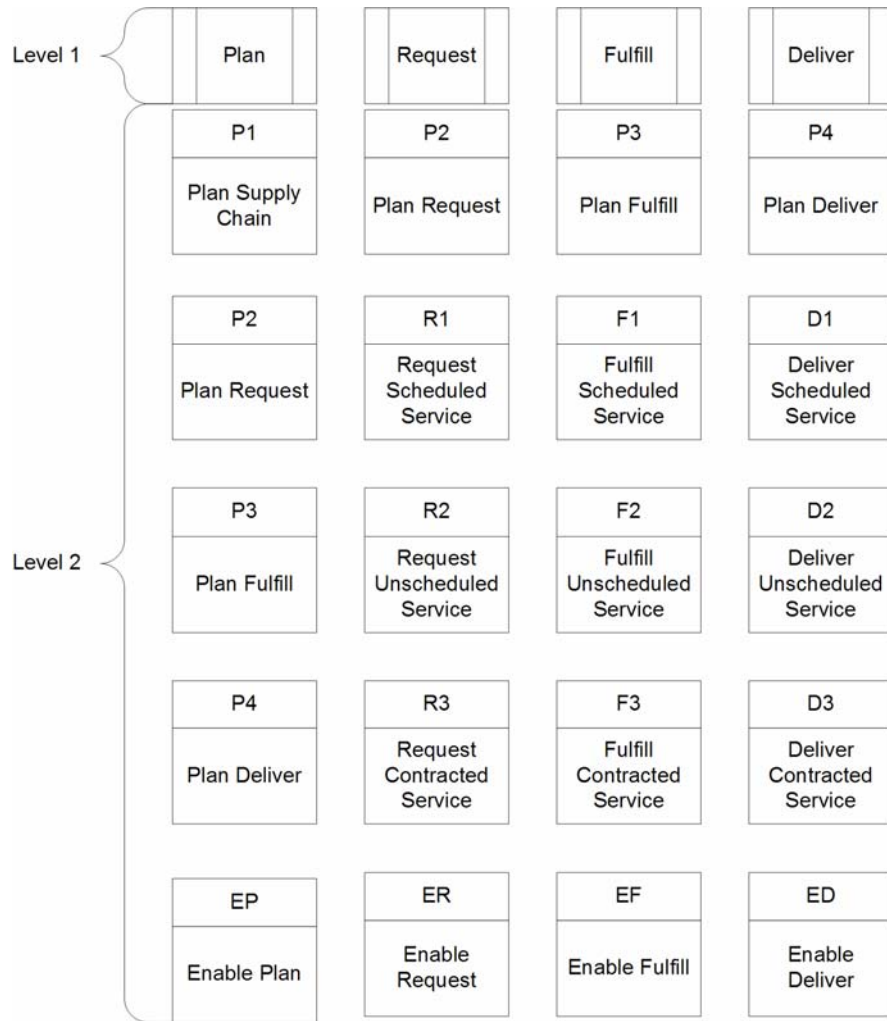 Level 1
Plan
Request
Fulfill
Deliver
P1
P2
P3
P4
Plan Supply
Chain
Plan Request
Plan Fulfill
Plan Deliver
P2
R1
F1
D1
Plan Request
Request
Scheduled
Service
Fulfill
Scheduled
Service
Deliver
Scheduled
Service
Level 2
P3
R2
F2
D2
Plan Fulfill
Request
Unscheduled
Service
Fulfill
Unscheduled
Service
Deliver
Unscheduled
Service
P4
R3
F3
D3
Plan Deliver
Request
Contracted
Service
Fulfill
Contracted
Service
Deliver
Contracted
Service
EP
ER
EF
ED
Enable Plan
Enable
Request
Enable Fulfill
Enable
Deliver